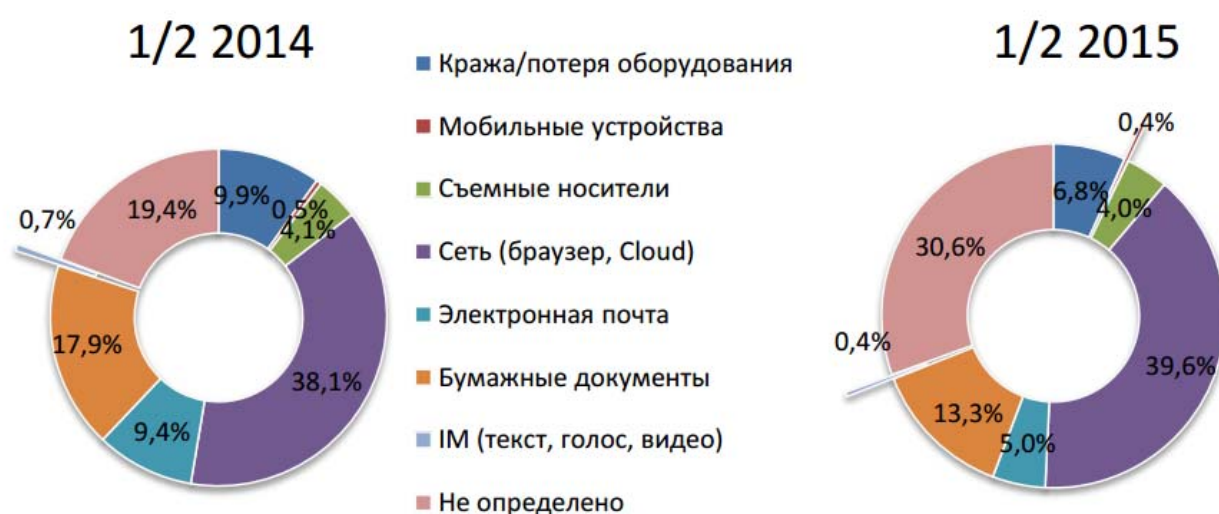 1/2 2014
9,9%
0,5%
4,1%
38,1%
9,4%
17,9%
0,7%
19,4%
Кража/потеря оборудования
Мобильные устройства
Съемные носители
Сеть (браузер, Cloud)
Электронная почта
Бумажные документы
IM (текст, голос, видео)
Не определено
1/2 2015
6,8%
0,4%
4,0%
39,6%
5,0%
13,3%
0,4%
30,6%